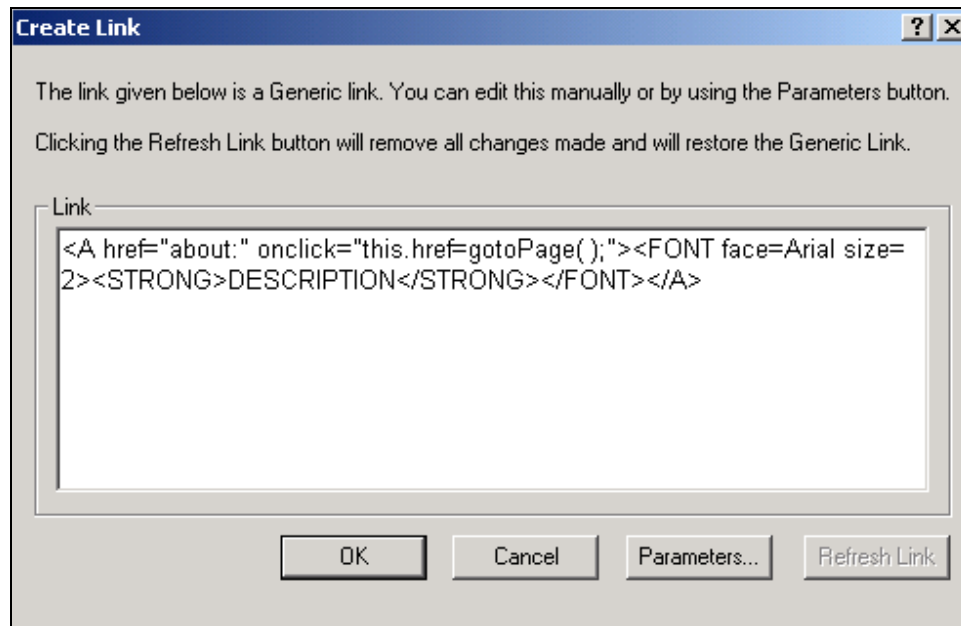 Create Link
The link given below is a Generic link. You can edit this manually or by using the Parameters button.
Clicking the Refresh Link button will remove all changes made and will restore the Generic Link.
Link
<A href="about:" onclick="this.href=gotoPage( );"><FONT face=Arial size=
2><STRONG>DESCRIPTION</STRONG></FONT></A>
OK Cancel Parameters... Refresh Link